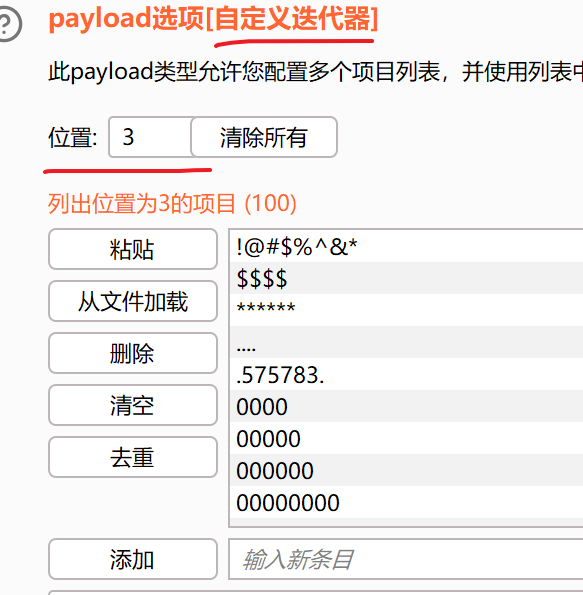 ?
payload选项[自定义迭代器]
此payload类型允许您配置多个项目列表，并使用列表中
位置: 3 清除所有
列出位置为3的项目 (100)
粘贴
从文件加载
删除
清空
去重
!@#$%^&*
$$$$
******
....
.575783.
0000
00000
000000
00000000
添加 输入新条目